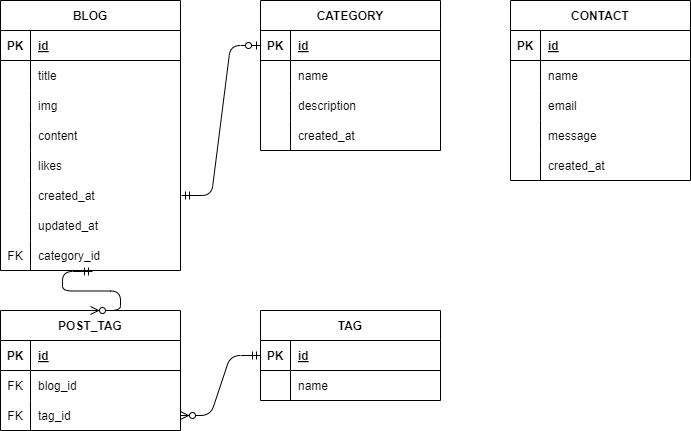 BLOG
PK id
title
img
content
likes
created_at
updated_at
FK category_id
CATEGORY
PK id
name
description
created_at
CONTACT
PK id
name
email
message
created_at
POST_TAG
PK id
FK blog_id
FK tag_id
TAG
PK id
name